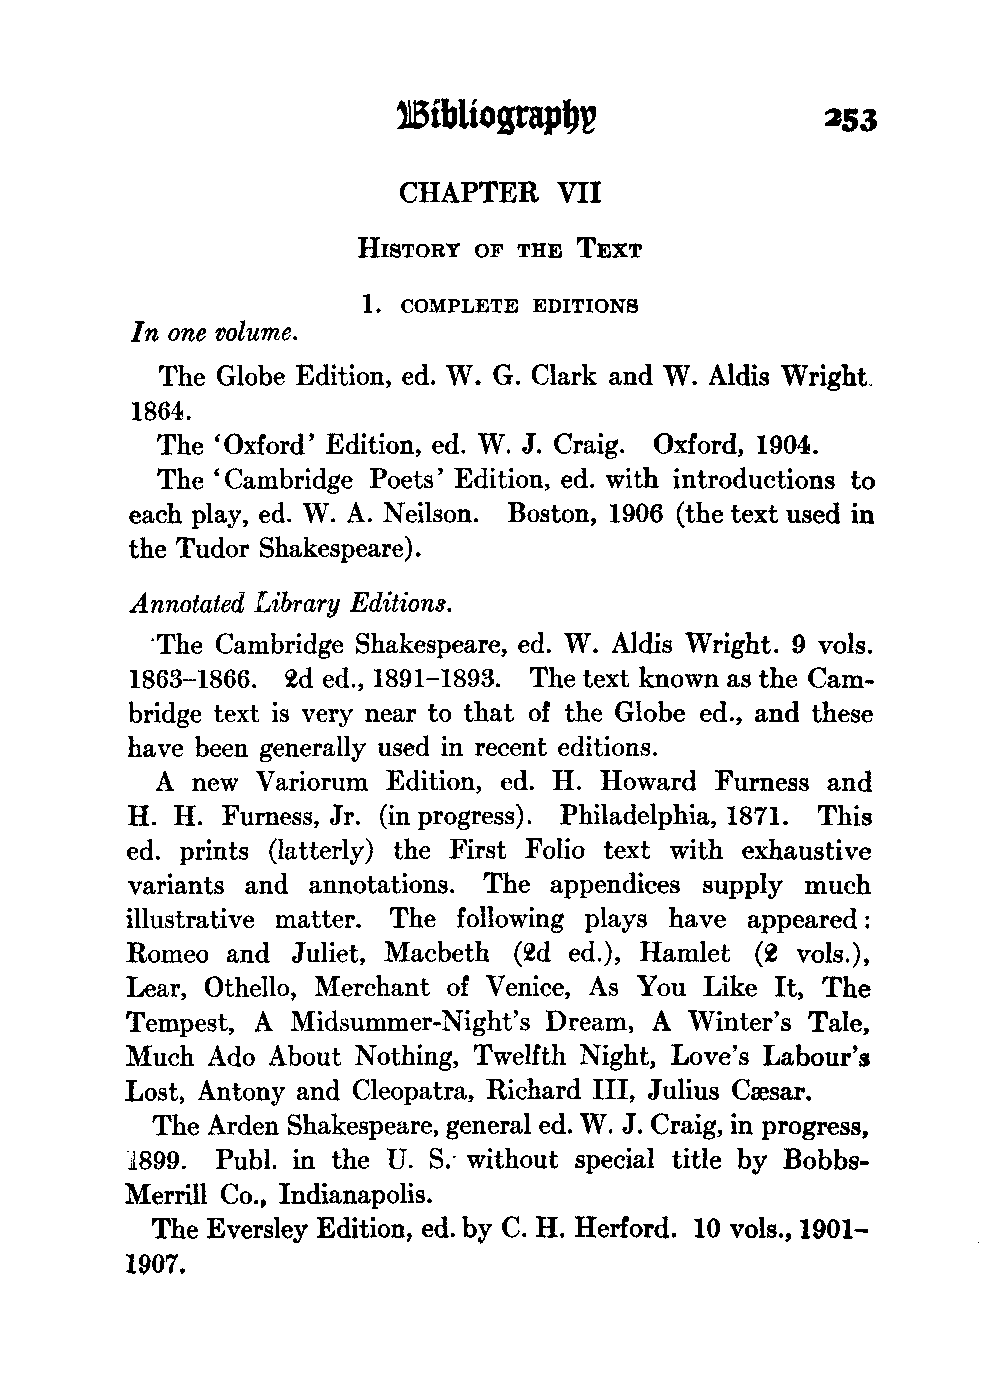 Bibliography 253
CHAPTER VII
HISTORY OF THE TEXT
1. COMPLETE EDITIONS
In one volume.
The Globe Edition, ed. W. G. Clark and W. Aldis Wright.
1864.
The ‘Oxford’ Edition, ed. W. J. Craig. Oxford, 1904.
The ‘Cambridge Poets’ Edition, ed. with introductions to
each play, ed. W. A. Neilson. Boston, 1906 (the text used in
the Tudor Shakespeare).
Annotated Library Editions.
The Cambridge Shakespeare, ed. W. Aldis Wright. 9 vols.
1863–1866. 2d ed., 1891–1893. The text known as the Cam-
bridge text is very near to that of the Globe ed., and these
have been generally used in recent editions.
A new Variorum Edition, ed. H. Howard Furness and
H. H. Furness, Jr. (in progress). Philadelphia, 1871. This
ed. prints (latterly) the First Folio text with exhaustive
variants and annotations. The appendices supply much
illustrative matter. The following plays have appeared:
Romeo and Juliet, Macbeth (2d ed.), Hamlet (2 vols.),
Lear, Othello, Merchant of Venice, As You Like It, The
Tempest, A Midsummer-Night’s Dream, A Winter’s Tale,
Much Ado About Nothing, Twelfth Night, Love’s Labour’s
Lost, Antony and Cleopatra, Richard III, Julius Cæsar.
The Arden Shakespeare, general ed. W. J. Craig, in progress,
1899. Publ. in the U. S. without special title by Bobbs-
Merrill Co., Indianapolis.
The Eversley Edition, ed. by C. H. Herford. 10 vols., 1901–
1907.